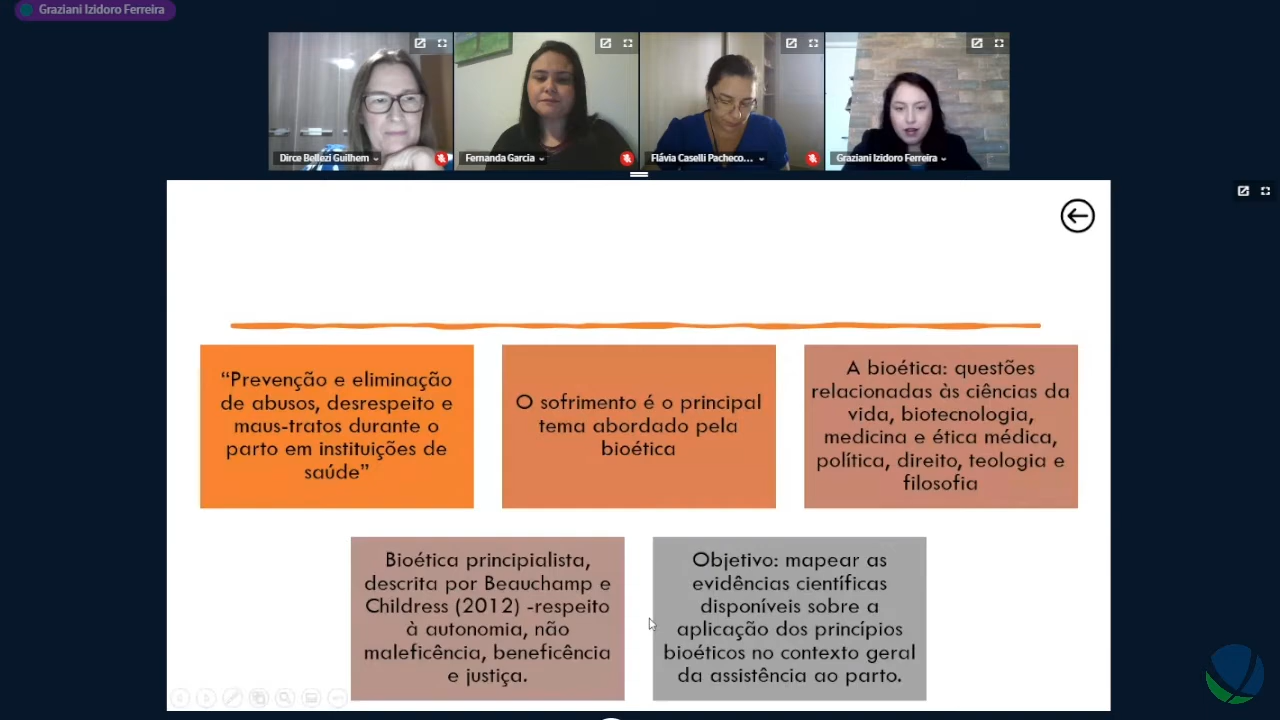 Graziani Izidoro Ferreira
Dirce Bellezi Guilhem
Fernanda Garcia
Flávia Caselli Pacheco...
Graziani Izidoro Ferreira
“Prevenção e eliminação
de abusos, desrespeito e
maus-tratos durante o
parto em instituições de
saúde”
O sofrimento é o principal
tema abordado pela
bioética
A bioética: questões
relacionadas às ciências da
vida, biotecnologia,
medicina e ética médica,
política, direito, teologia e
filosofia
Bioética principialista,
descrita por Beauchamp e
Childress (2012) -respeito
à autonomia, não
maleficência, beneficência
e justiça.
Objetivo: mapear as
evidências científicas
disponíveis sobre a
aplicação dos princípios
bioéticos no contexto geral
da assistência ao parto.